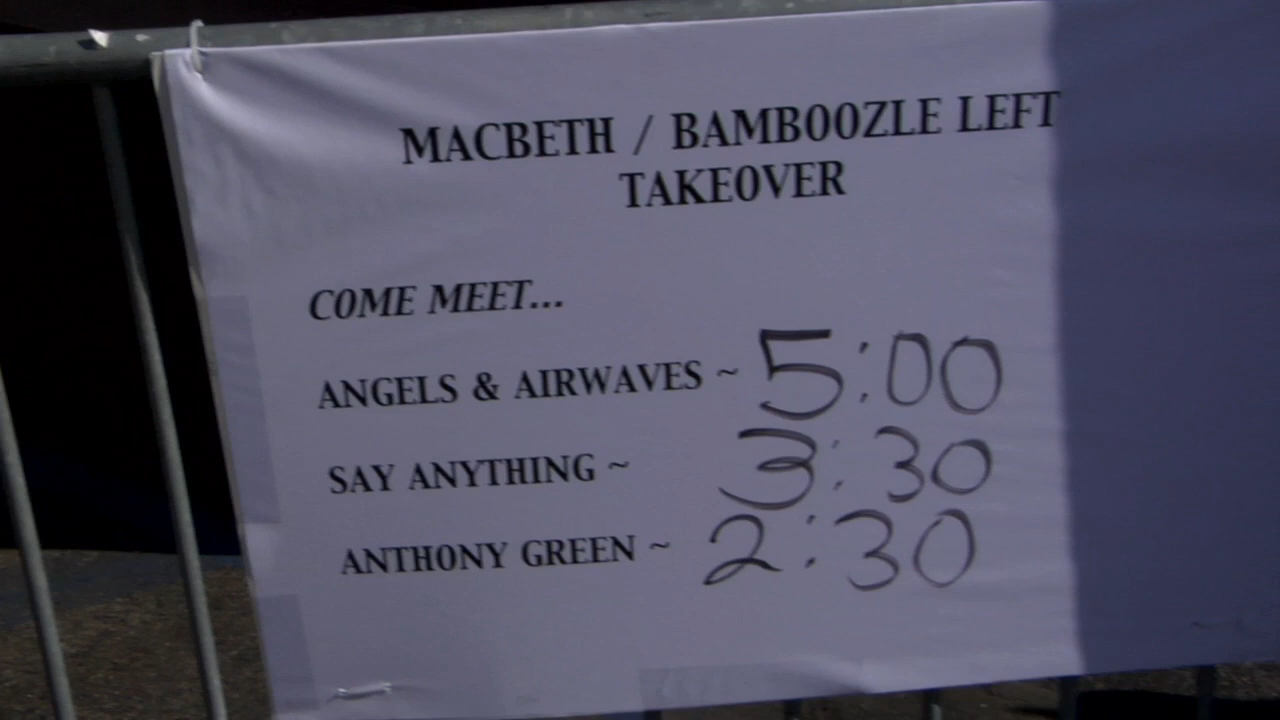 MACBETH / BAMBOOZLE LEFT
TAKEOVER
COME MEET...
ANGELS & AIRWAVES ~ 5:00
SAY ANYTHING ~ 3:30
ANTHONY GREEN ~ 2:30